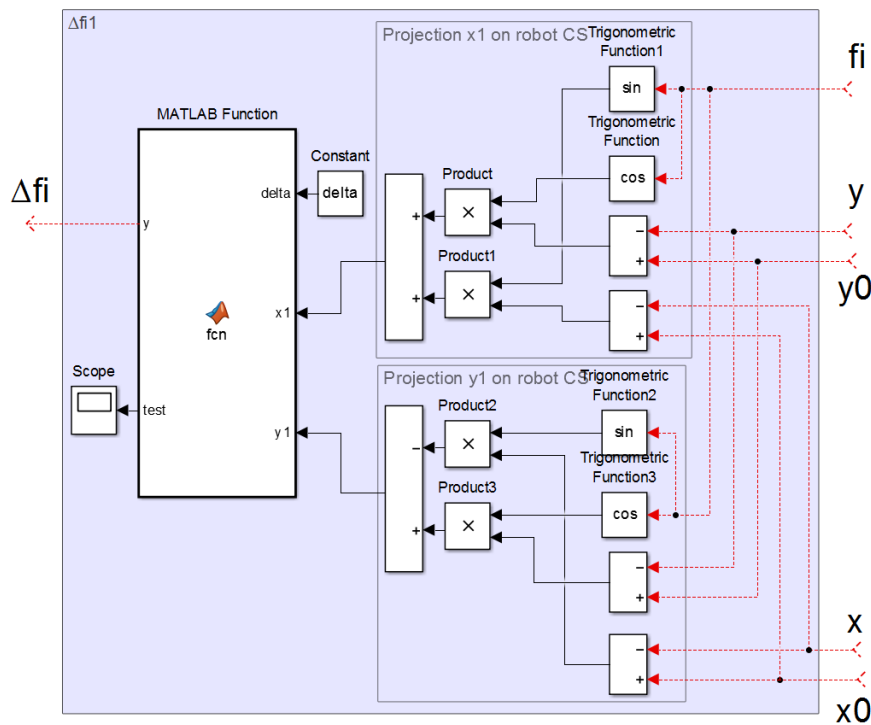 Δfi1
Projection x1 on robot CS
Trigonometric
Function1
fi
sin
MATLAB Function
Trigonometric
Function
Constant
Product
cos
delta
delta
Δfi
y
×
+
−
y
Product1
+
y0
×
+
−
x1
fcn
+
Scope
Projection y1 on robot CS
Trigonometric
Function2
Product2
test
sin
y1
×
−
Trigonometric
Function3
Product3
cos
×
+
−
+
x
−
+
x0